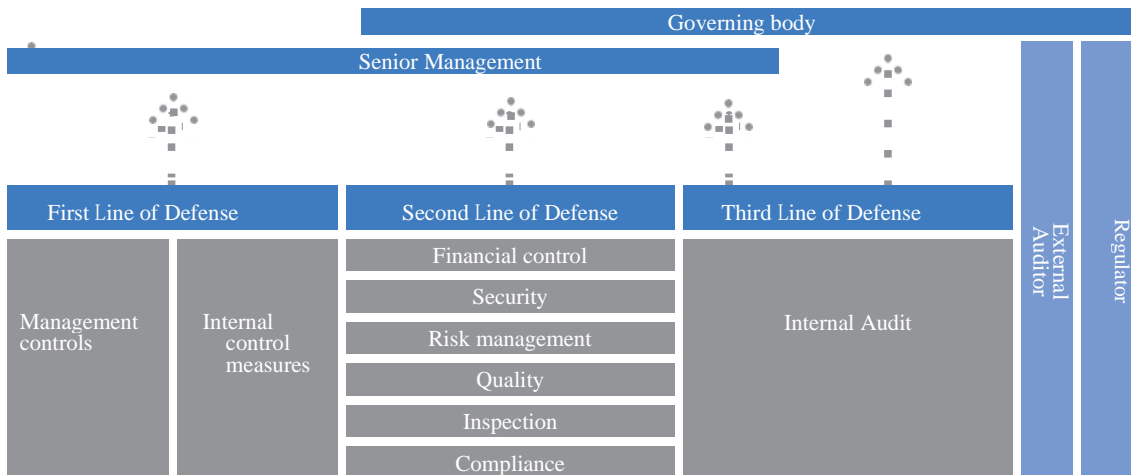 Governing body
Senior Management
First Line of Defense
Second Line of Defense
Third Line of Defense
Management
controls
Internal
control
measures
Financial control
Security
Risk management
Quality
Inspection
Compliance
Internal Audit
External
Auditor
Regulator